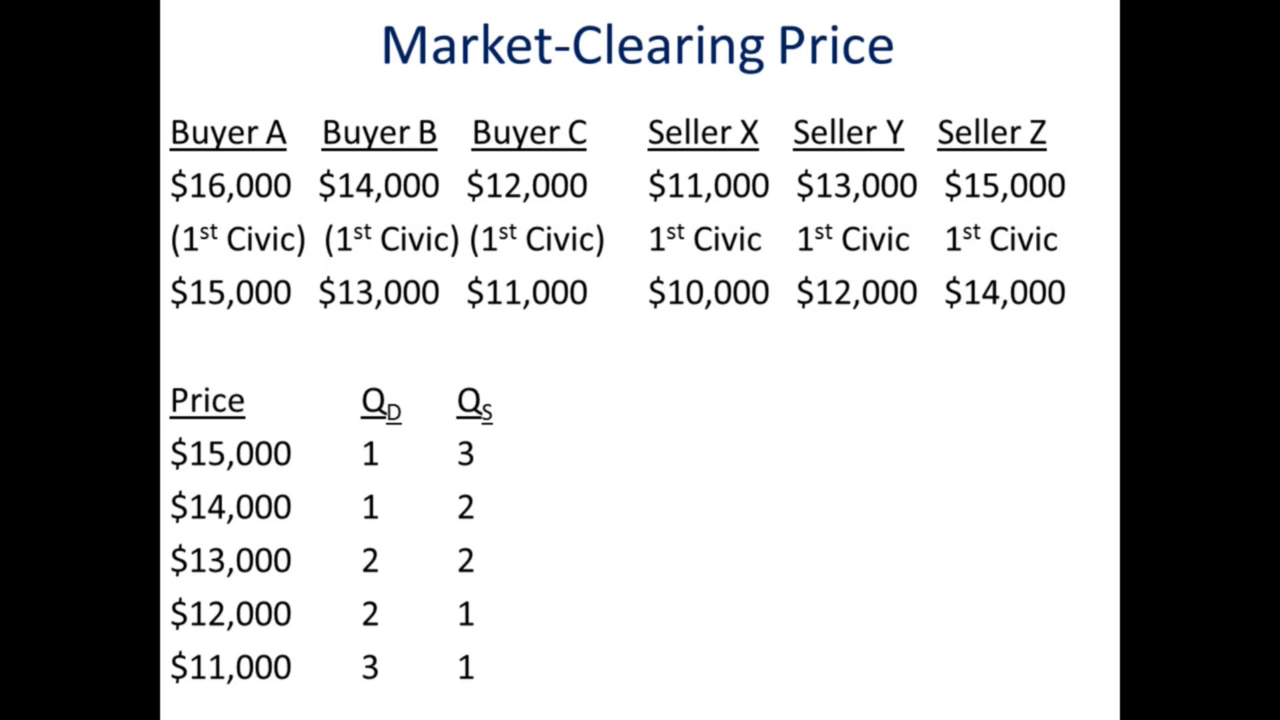 Market-Clearing Price
Buyer A Buyer B Buyer C Seller X Seller Y Seller Z
$16,000 $14,000 $12,000 $11,000 $13,000 $15,000
(1st Civic) (1st Civic) (1st Civic) 1st Civic 1st Civic 1st Civic
$15,000 $13,000 $11,000 $10,000 $12,000 $14,000
Price QD QS
$15,000 1 3
$14,000 1 2
$13,000 2 2
$12,000 2 1
$11,000 3 1